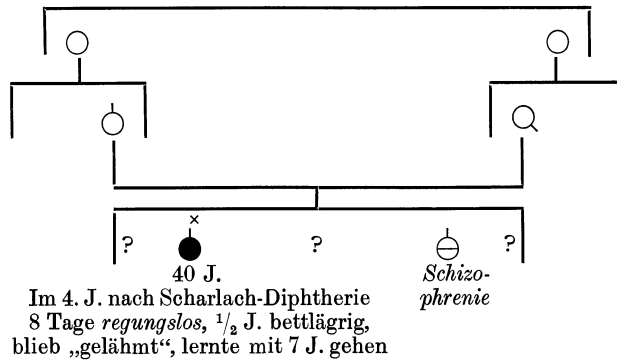 ? × ? ?
40 J.
Schizo-
phrenie
Im 4. J. nach Scharlach-Diphtherie
8 Tage regungslos, 1/2 J. bettlägrig,
blieb „gelähmt“, lernte mit 7 J. gehen